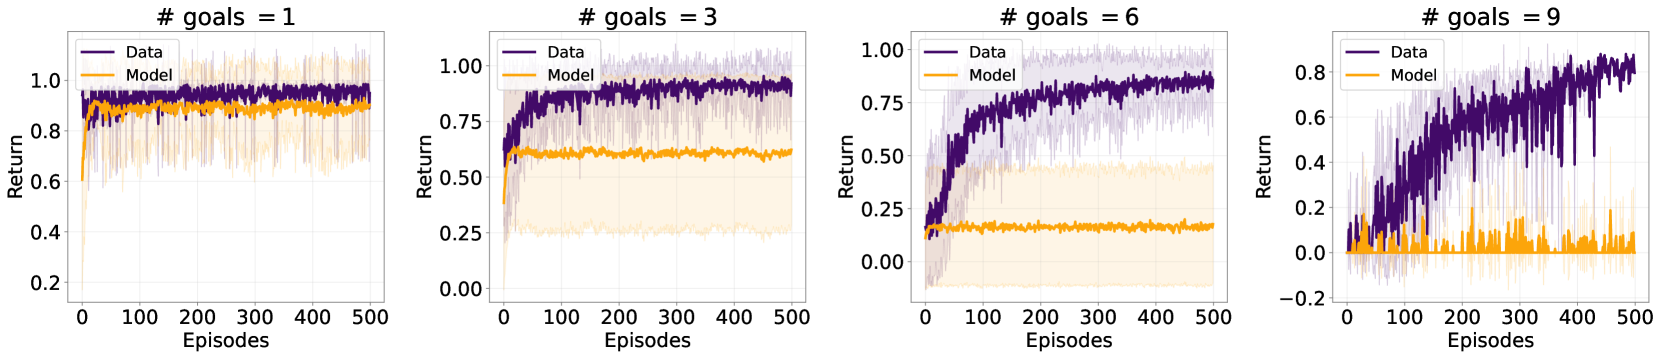 # goals = 1
Data
Model
Return
1.0
0.8
0.6
0.4
0.2
0 100 200 300 400 500
Episodes
# goals = 3
Data
Model
Return
1.00
0.75
0.50
0.25
0.00
0 100 200 300 400 500
Episodes
# goals = 6
Data
Model
Return
1.00
0.75
0.50
0.25
0.00
0 100 200 300 400 500
Episodes
# goals = 9
Data
Model
Return
0.8
0.6
0.4
0.2
0.0
−0.2
0 100 200 300 400 500
Episodes